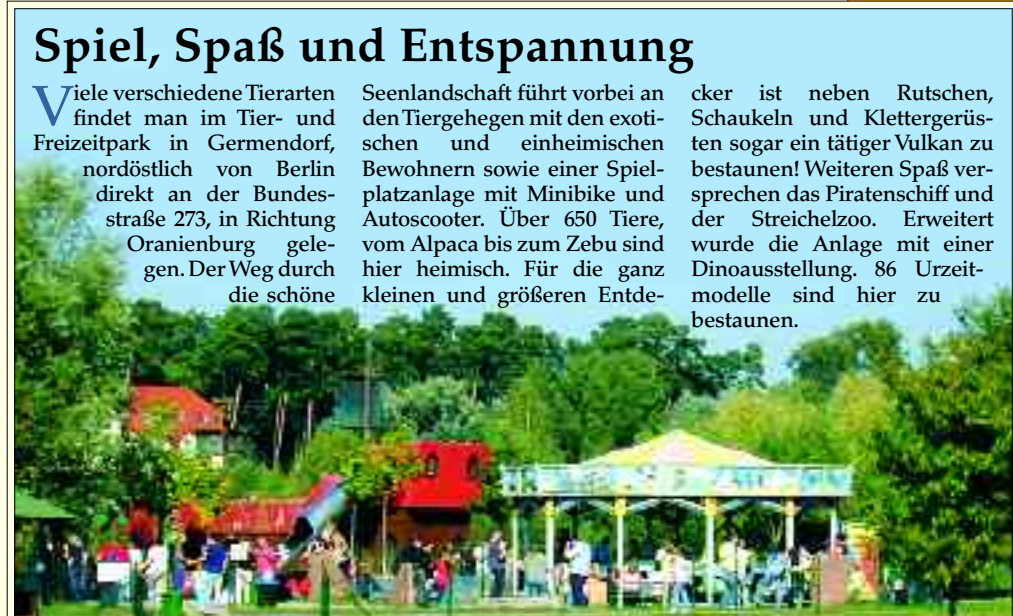 Spiel, Spaß und Entspannung
Viele verschiedene Tierarten
findet man im Tier- und
Freizeitpark in Germendorf,
nordöstlich von Berlin
direkt an der Bundes-
straße 273, in Richtung
Oranienburg gele-
gen. Der Weg durch
die schöne
Seenlandschaft führt vorbei an
den Tiergehegen mit den exoti-
schen und einheimischen
Bewohnern sowie einer Spiel-
platzanlage mit Minibike und
Autoscooter. Über 650 Tiere,
vom Alpaca bis zum Zebu sind
hier heimisch. Für die ganz
kleinen und größeren Entde-
cker ist neben Rutschen,
Schaukeln und Klettergerüs-
ten sogar ein tätiger Vulkan zu
bestaunen! Weiteren Spaß ver-
sprechen das Piratenschiff und
der Streichelzoo. Erweitert
wurde die Anlage mit einer
Dinoausstellung. 86 Urzeit-
modelle sind hier zu
bestaunen.